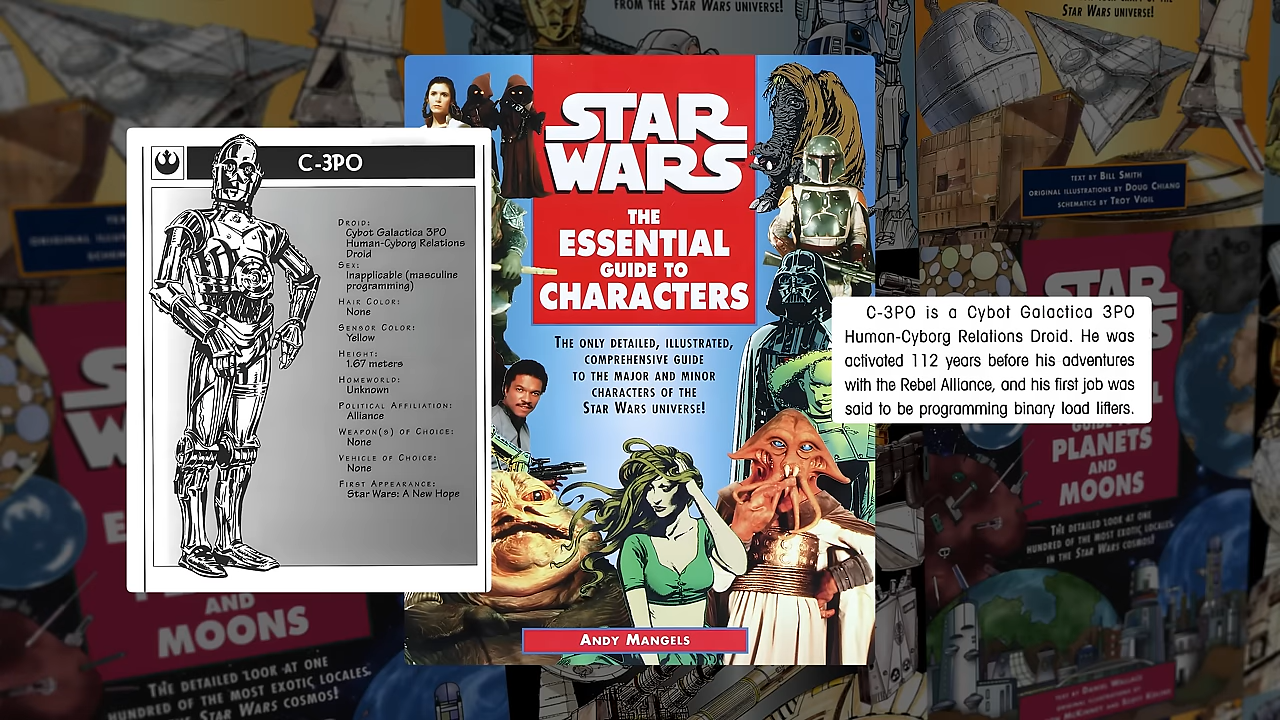 FROM THE STAR WARS UNIVERSE!
STAR WARS UNIVERSE!
TEXT BY BILL SMITH
ORIGINAL ILLUSTRATIONS BY DOUG CHIANG
SCHEMATICS BY TROY VIGIL
STAR
WARS
THE
ESSENTIAL
GUIDE TO
CHARACTERS
THE ONLY DETAILED, ILLUSTRATED,
COMPREHENSIVE GUIDE
TO THE MAJOR AND MINOR
CHARACTERS OF THE
STAR WARS UNIVERSE!
ANDY MANGELS
C-3PO
DROID:
Cybot Galactica 3PO
Human-Cyborg Relations
Droid
SEX:
Inapplicable (masculine
programming)
HAIR COLOR:
None
SENSOR COLOR:
Yellow
HEIGHT:
1.67 meters
HOMEWORLD:
Unknown
POLITICAL AFFILIATION:
Alliance
WEAPON(S) OF CHOICE:
None
VEHICLE OF CHOICE:
None
FIRST APPEARANCE:
Star Wars: A New Hope
C-3PO is a Cybot Galactica 3PO
Human-Cyborg Relations Droid. He was
activated 112 years before his adventures
with the Rebel Alliance, and his first job was
said to be programming binary load lifters.
STAR
GUIDE TO
PLANETS
AND
MOONS
THE DETAILED LOOK AT ONE
HUNDRED OF THE MOST EXOTIC LOCALES
IN THE STAR WARS COSMOS!
TEXT BY DANIEL WALLACE
AND
MOONS
THE DETAILED LOOK AT ONE
HUNDRED OF THE MOST EXOTIC LOCALES
STAR WARS COSMOS!